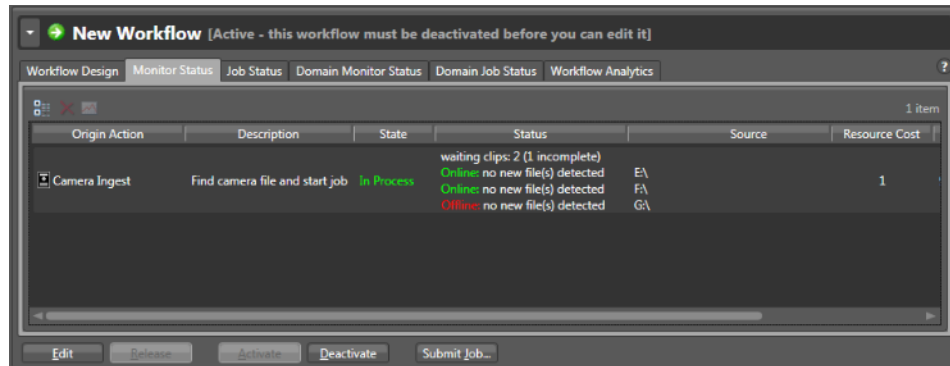 New Workflow [Active - this workflow must be deactivated before you can edit it]
Workflow Design Monitor Status Job Status Domain Monitor Status Domain Job Status Workflow Analytics ?
1 item
Origin Action Description State Status Source Resource Cost
waiting clips: 2 (1 incomplete)
Camera Ingest Find camera file and start job In Process Online: no new file(s) detected E:\ 1
Online: no new file(s) detected F:\
Offline: no new file(s) detected G:\
Edit Release Activate Deactivate Submit Job...